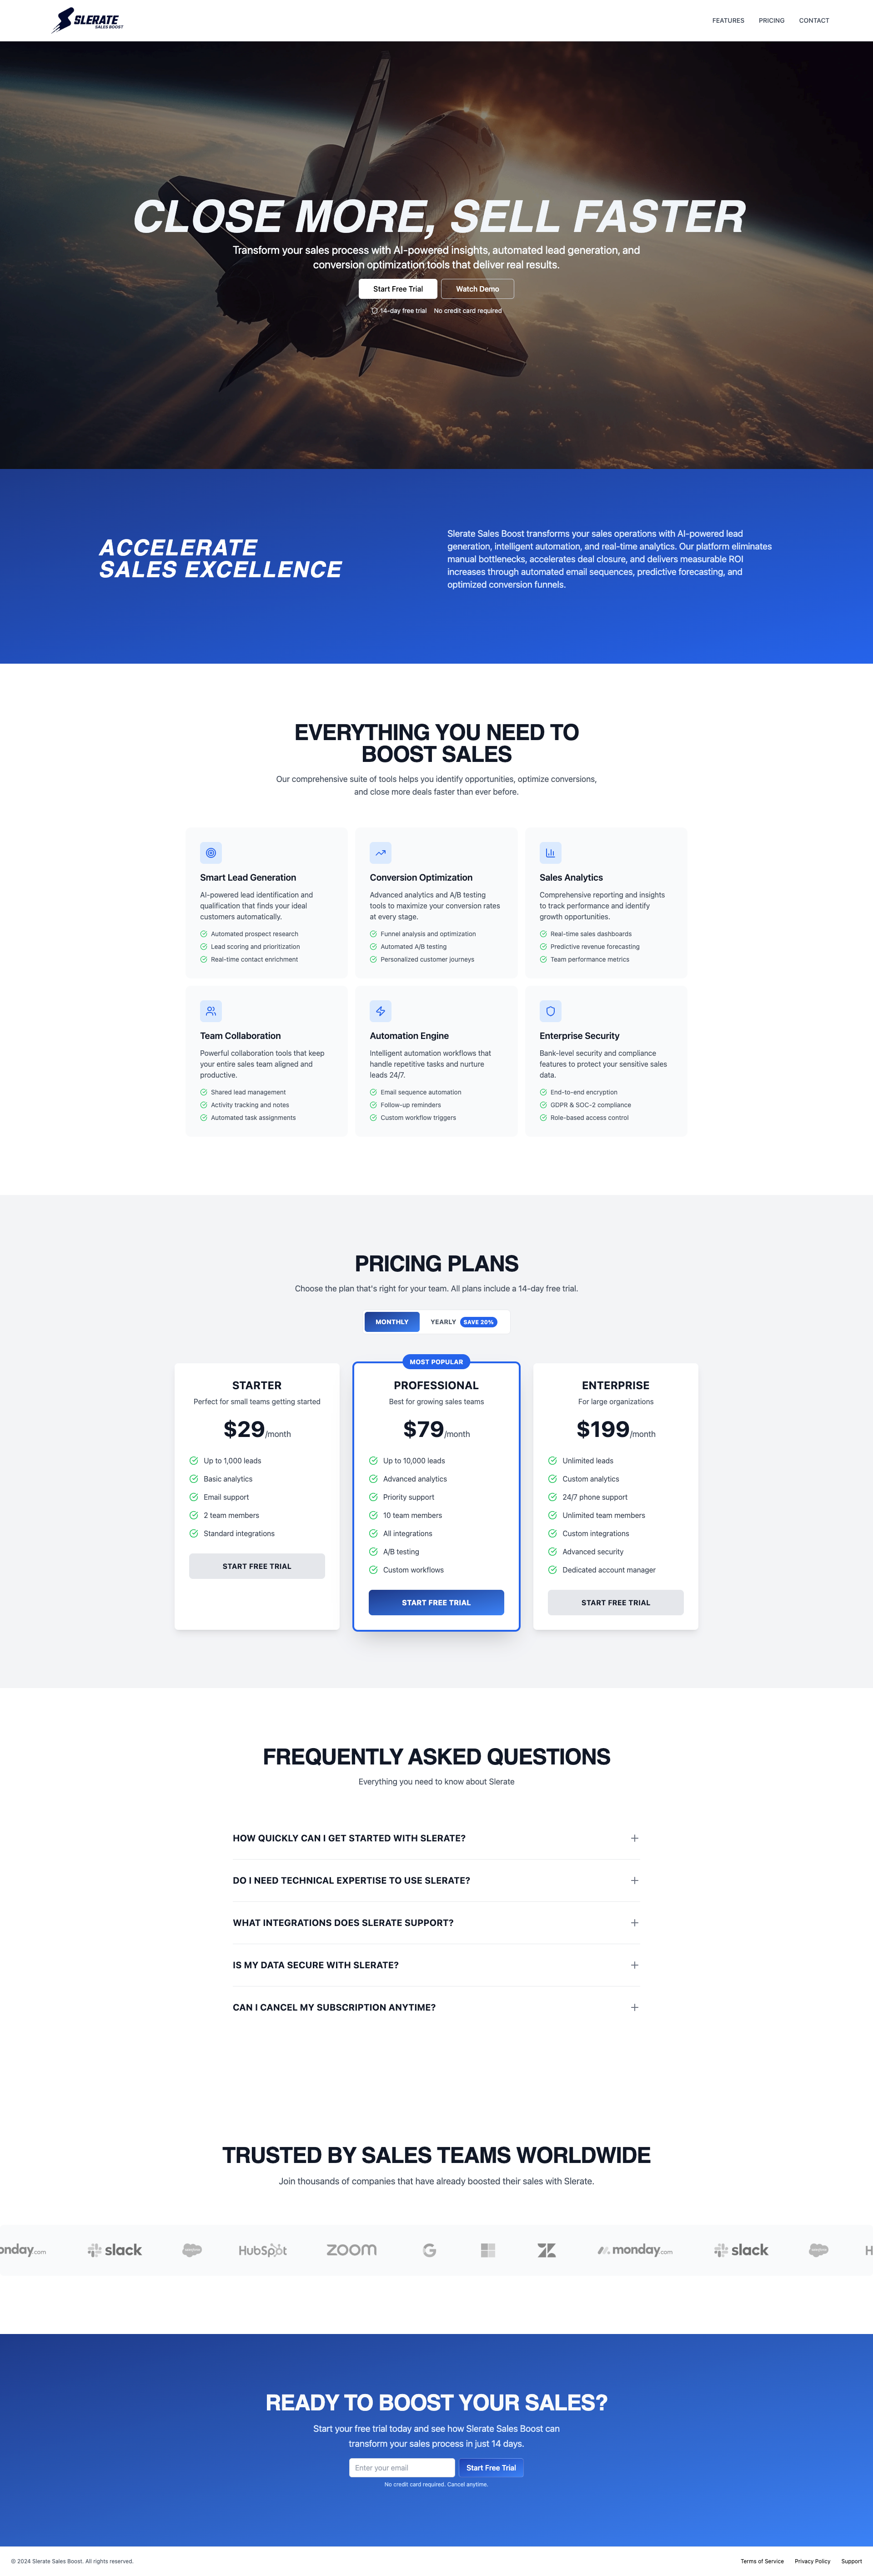 SLERATE
SALES BOOST
FEATURES PRICING CONTACT
CLOSE MORE, SELL FASTER
Transform your sales process with AI-powered insights, automated lead generation, and
conversion optimization tools that deliver real results.
Start Free Trial Watch Demo
14-day free trial No credit card required
ACCELERATE
SALES EXCELLENCE
Slerate Sales Boost transforms your sales operations with AI-powered lead
generation, intelligent automation, and real-time analytics. Our platform eliminates
manual bottlenecks, accelerates deal closure, and delivers measurable ROI
increases through automated email sequences, predictive forecasting, and
optimized conversion funnels.
EVERYTHING YOU NEED TO
BOOST SALES
Our comprehensive suite of tools helps you identify opportunities, optimize conversions,
and close more deals faster than ever before.
Smart Lead Generation
AI-powered lead identification and
qualification that finds your ideal
customers automatically.
Automated prospect research
Lead scoring and prioritization
Real-time contact enrichment
Conversion Optimization
Advanced analytics and A/B testing
tools to maximize your conversion rates
at every stage.
Funnel analysis and optimization
Automated A/B testing
Personalized customer journeys
Sales Analytics
Comprehensive reporting and insights
to track performance and identify
growth opportunities.
Real-time sales dashboards
Predictive revenue forecasting
Team performance metrics
Team Collaboration
Powerful collaboration tools that keep
your entire sales team aligned and
productive.
Shared lead management
Activity tracking and notes
Automated task assignments
Automation Engine
Intelligent automation workflows that
handle repetitive tasks and nurture
leads 24/7.
Email sequence automation
Follow-up reminders
Custom workflow triggers
Enterprise Security
Bank-level security and compliance
features to protect your sensitive sales
data.
End-to-end encryption
GDPR & SOC-2 compliance
Role-based access control
PRICING PLANS
Choose the plan that's right for your team. All plans include a 14-day free trial.
MONTHLY YEARLY SAVE 20%
STARTER
Perfect for small teams getting started
$29/month
Up to 1,000 leads
Basic analytics
Email support
2 team members
Standard integrations
START FREE TRIAL
MOST POPULAR
PROFESSIONAL
Best for growing sales teams
$79/month
Up to 10,000 leads
Advanced analytics
Priority support
10 team members
All integrations
A/B testing
Custom workflows
START FREE TRIAL
ENTERPRISE
For large organizations
$199/month
Unlimited leads
Custom analytics
24/7 phone support
Unlimited team members
Custom integrations
Advanced security
Dedicated account manager
START FREE TRIAL
FREQUENTLY ASKED QUESTIONS
Everything you need to know about Slerate
HOW QUICKLY CAN I GET STARTED WITH SLERATE?
DO I NEED TECHNICAL EXPERTISE TO USE SLERATE?
WHAT INTEGRATIONS DOES SLERATE SUPPORT?
IS MY DATA SECURE WITH SLERATE?
CAN I CANCEL MY SUBSCRIPTION ANYTIME?
TRUSTED BY SALES TEAMS WORLDWIDE
Join thousands of companies that have already boosted their sales with Slerate.
onday.com slack HubSpot zoom G monday.com slack H
READY TO BOOST YOUR SALES?
Start your free trial today and see how Slerate Sales Boost can
transform your sales process in just 14 days.
Enter your email Start Free Trial
No credit card required. Cancel anytime.
© 2024 Slerate Sales Boost. All rights reserved. Terms of Service Privacy Policy Support